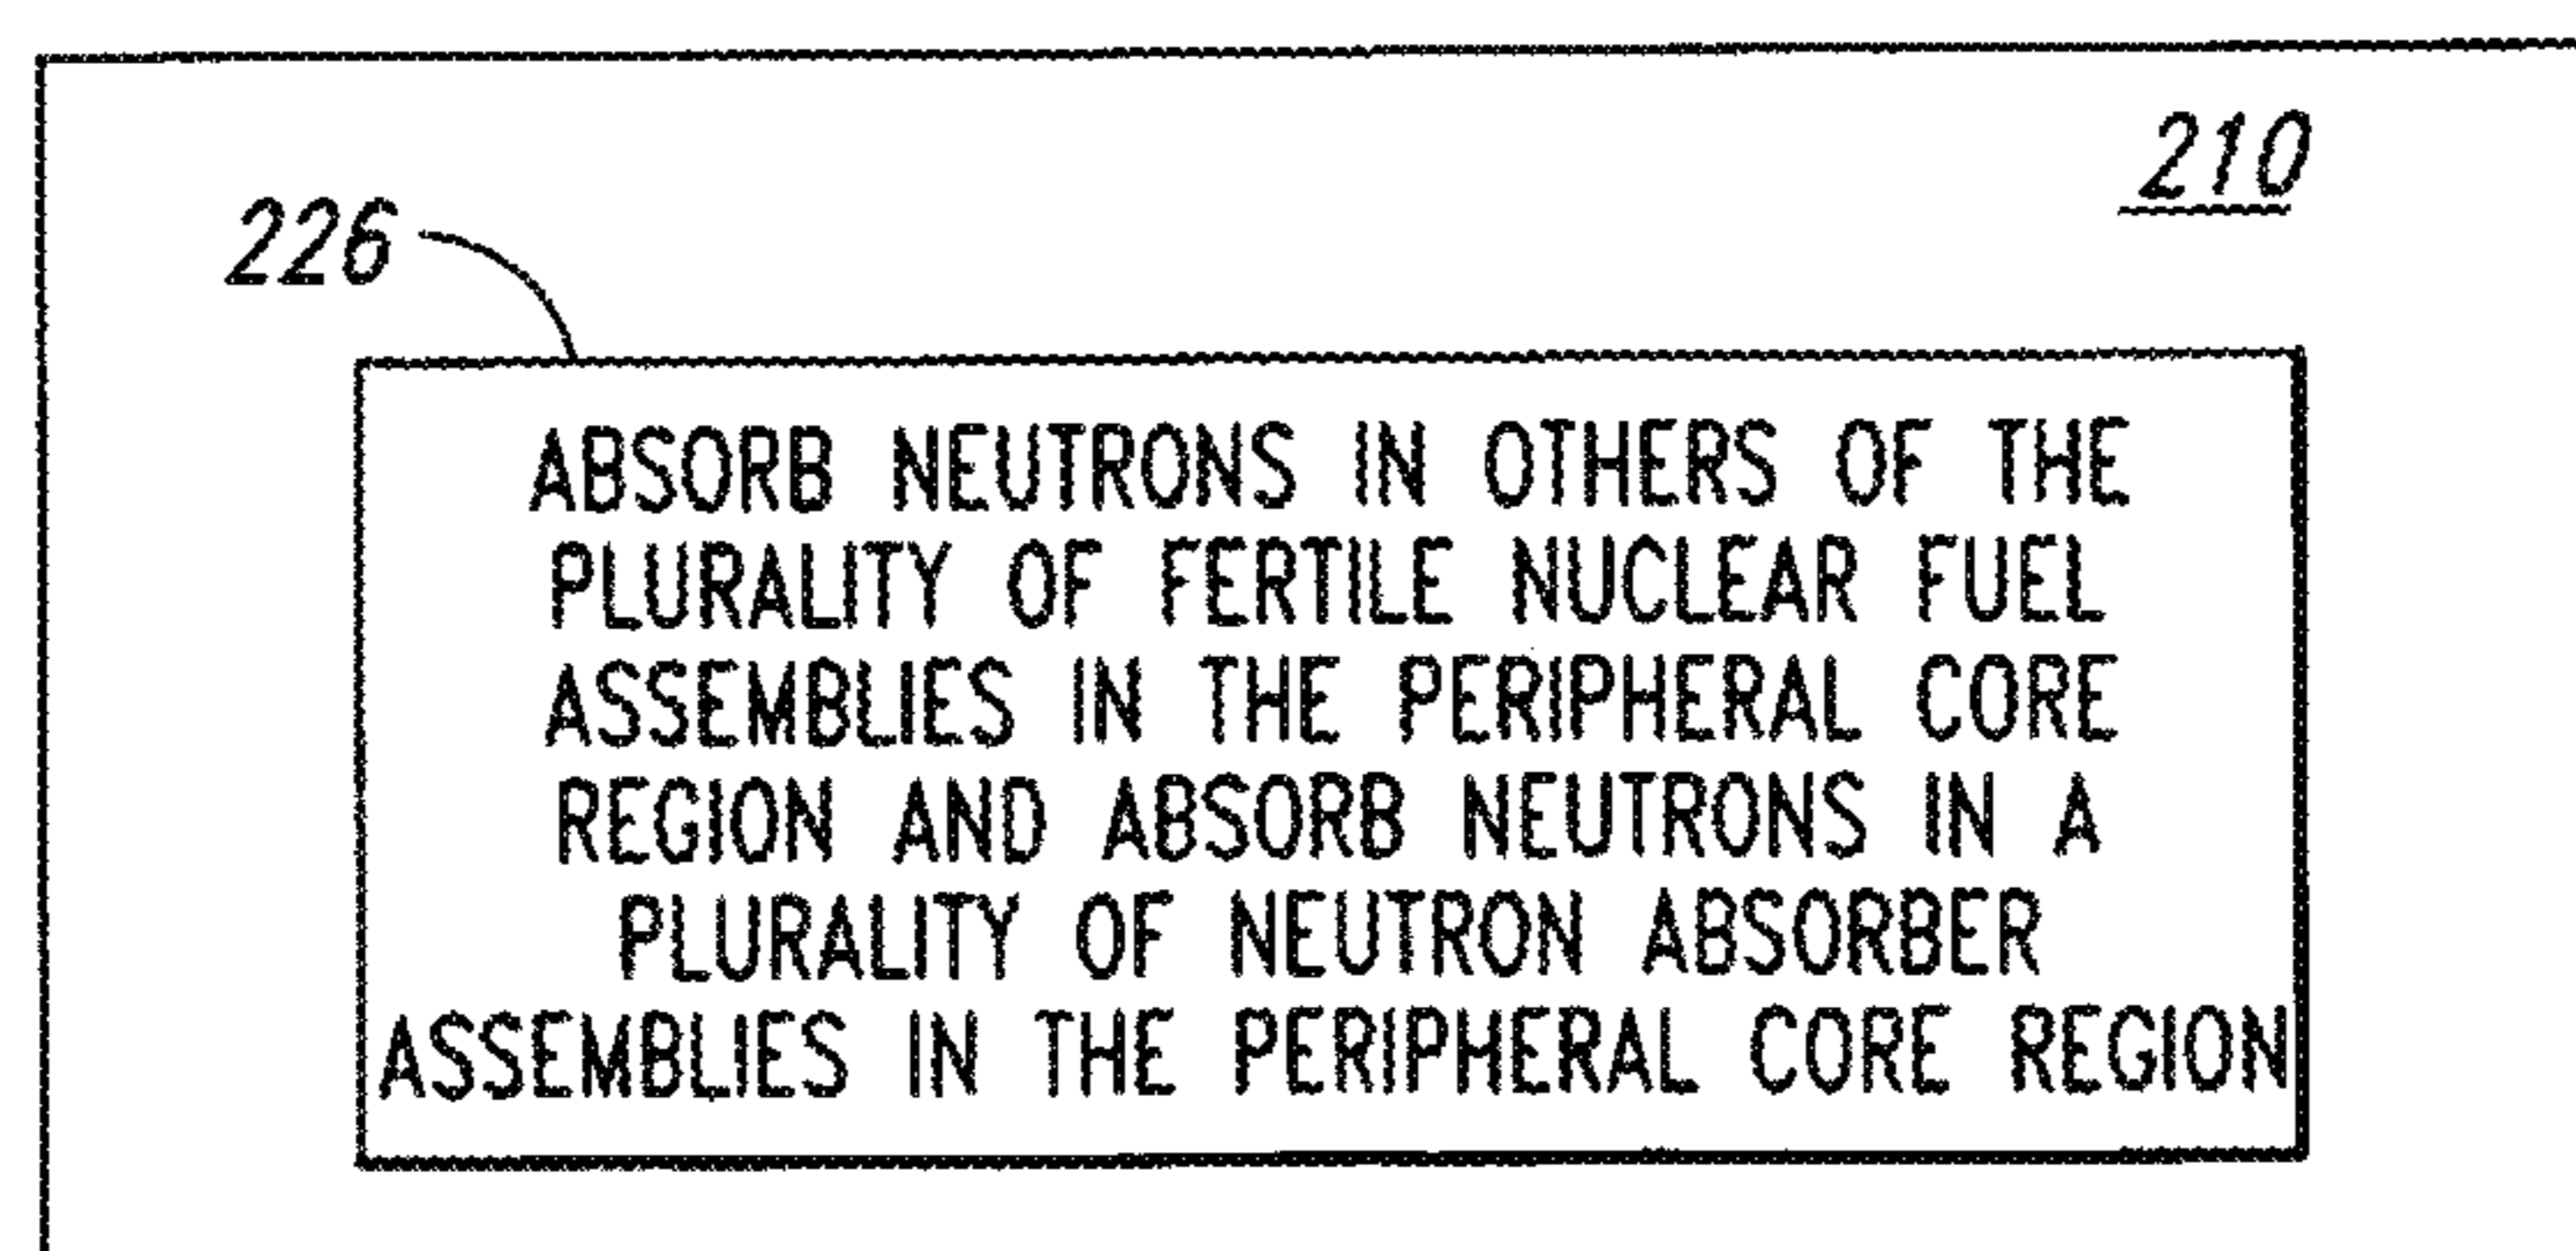 210
226
ABSORB NEUTRONS IN OTHERS OF THE
PLURALITY OF FERTILE NUCLEAR FUEL
ASSEMBLIES IN THE PERIPHERAL CORE
REGION AND ABSORB NEUTRONS IN A
PLURALITY OF NEUTRON ABSORBER
ASSEMBLIES IN THE PERIPHERAL CORE REGION